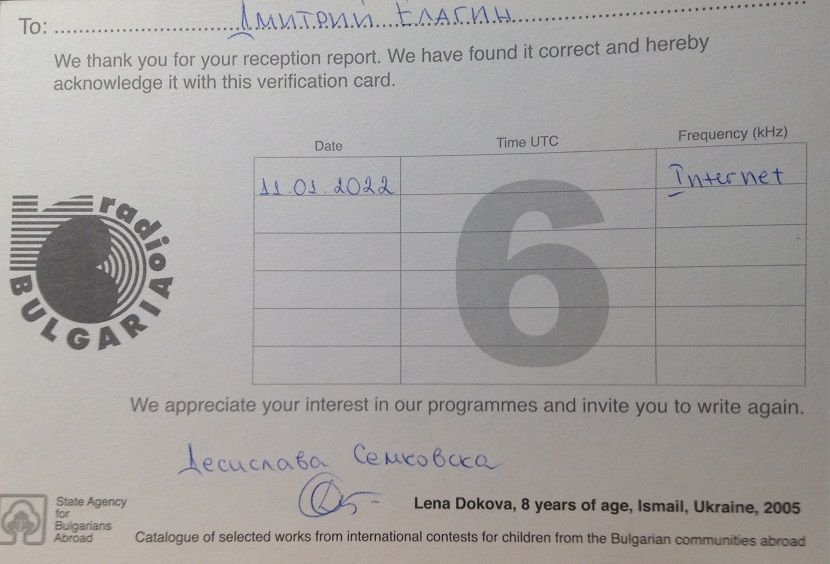 To: Дмитрий Елагин
We thank you for your reception report. We have found it correct and hereby
acknowledge it with this verification card.
Date Time UTC Frequency (kHz)
11.01.2022 Internet
6
radio
BULGARIA
We appreciate your interest in our programmes and invite you to write again.
Десислава Семковска
State Agency
for
Bulgarians
Abroad
Lena Dokova, 8 years of age, Ismail, Ukraine, 2005
Catalogue of selected works from international contests for children from the Bulgarian communities abroad